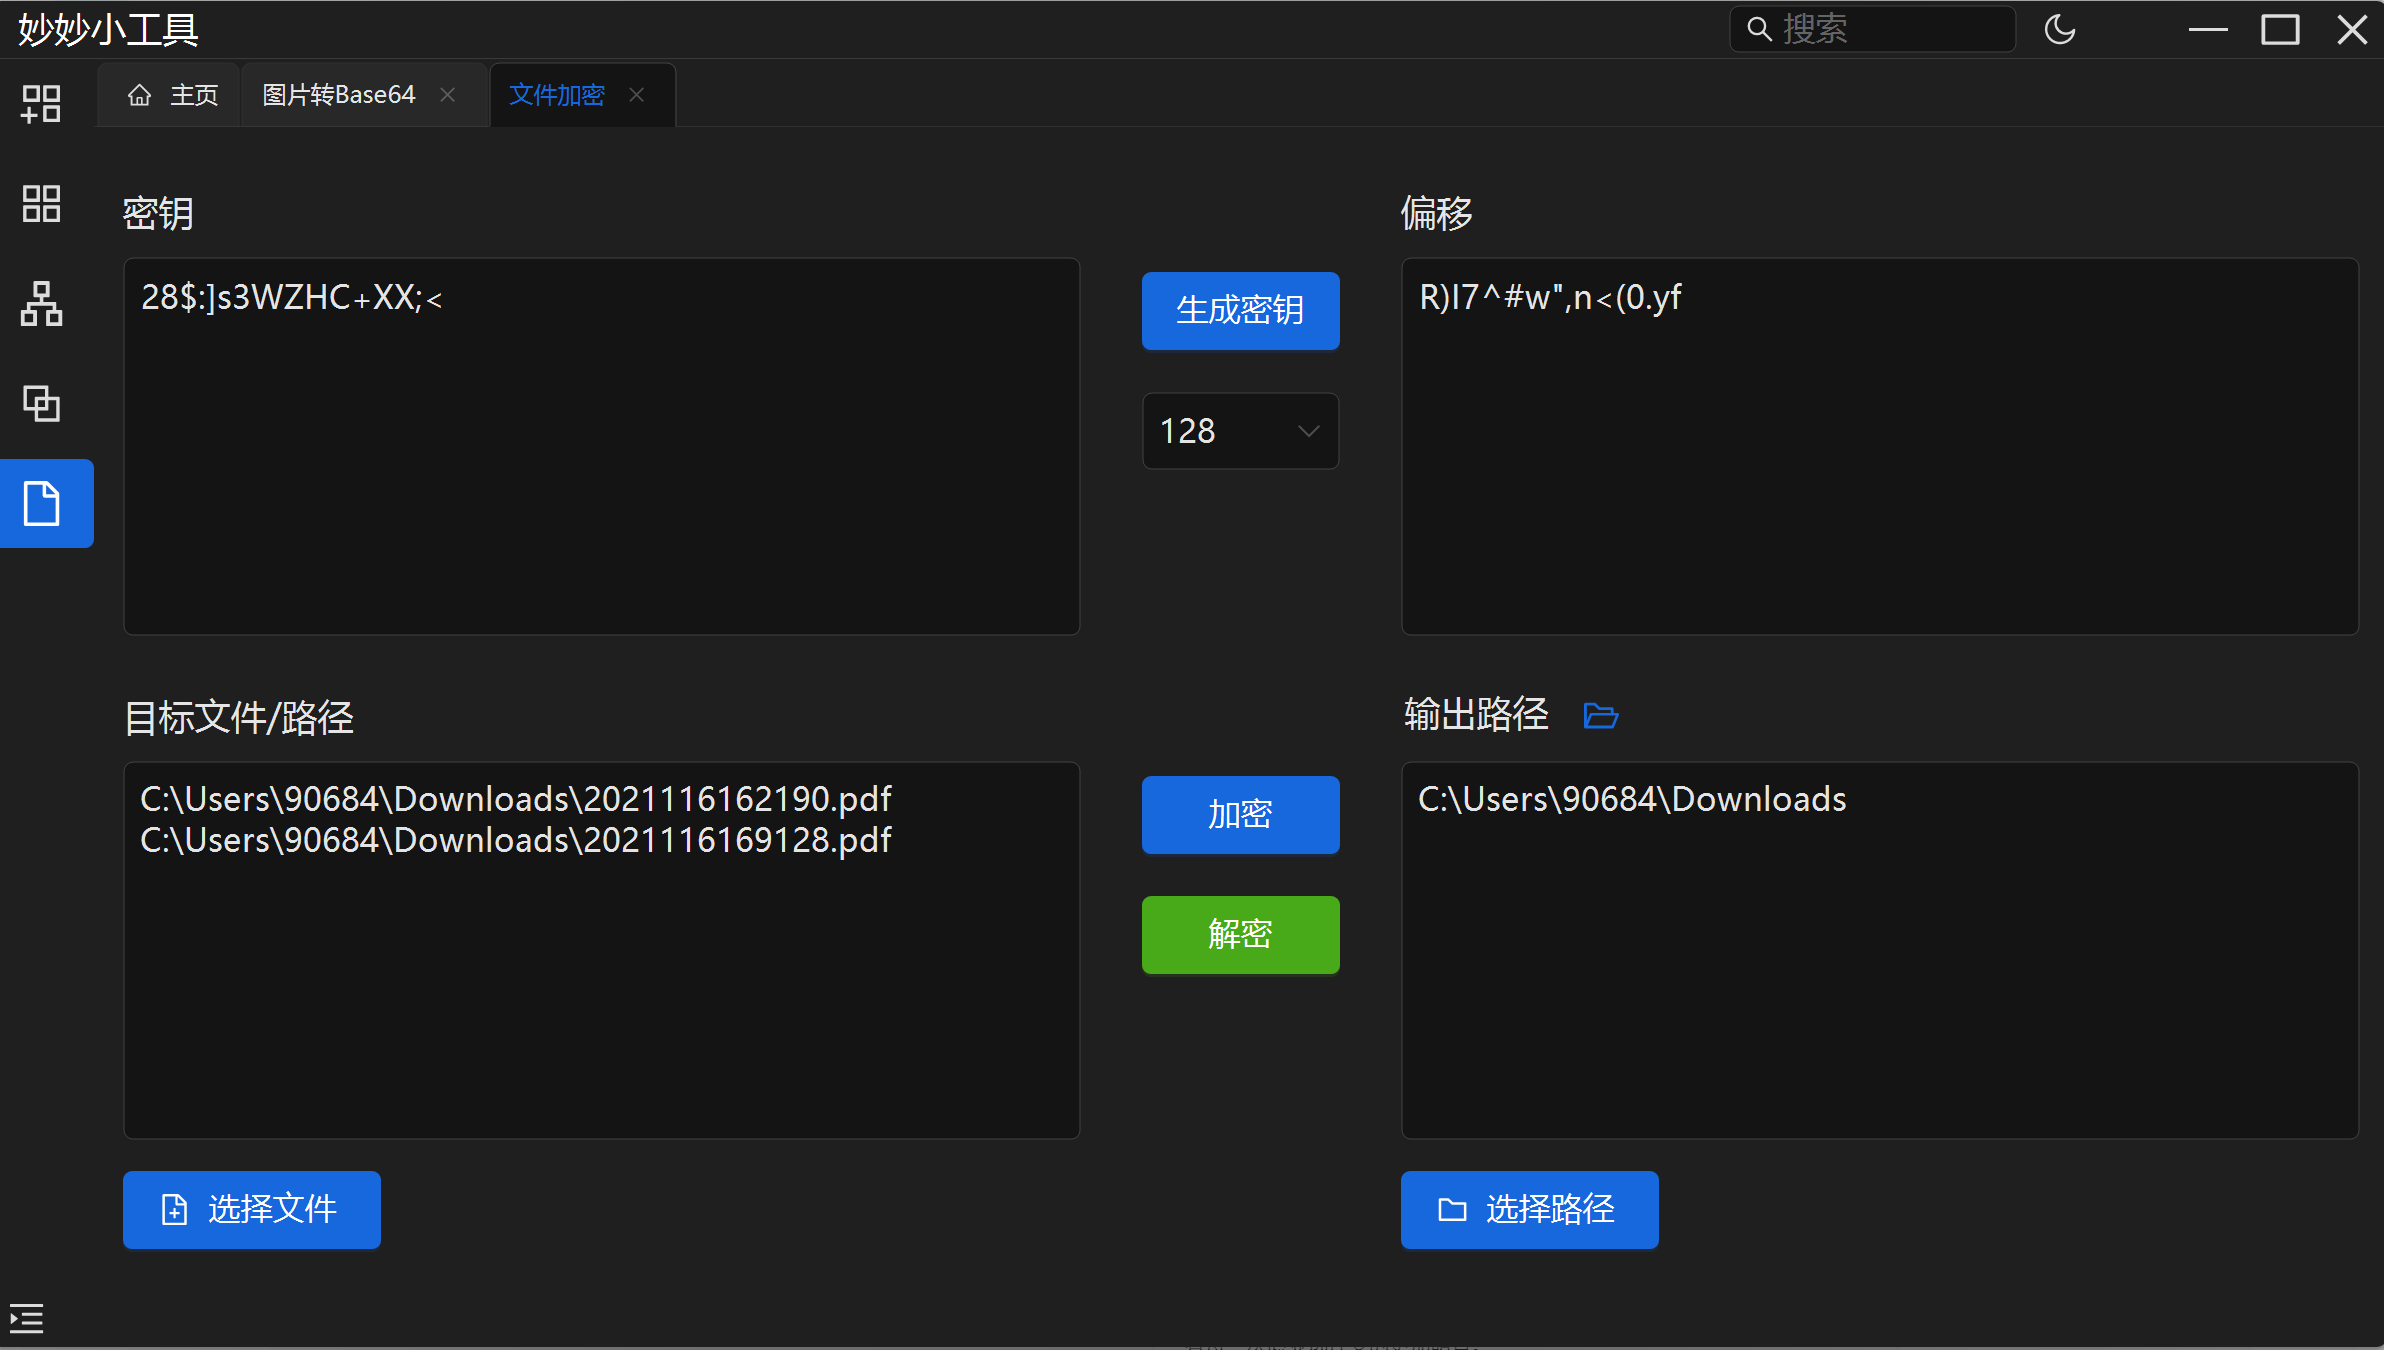 妙妙小工具
搜索
主页
图片转Base64
文件加密
密钥
28$:]s3WZHC+XX;<
生成密钥
128
偏移
R)I7^#w",n<(0.yf
目标文件/路径
C:\Users\90684\Downloads\2021116162190.pdf
C:\Users\90684\Downloads\2021116169128.pdf
加密
解密
输出路径
C:\Users\90684\Downloads
选择文件
选择路径